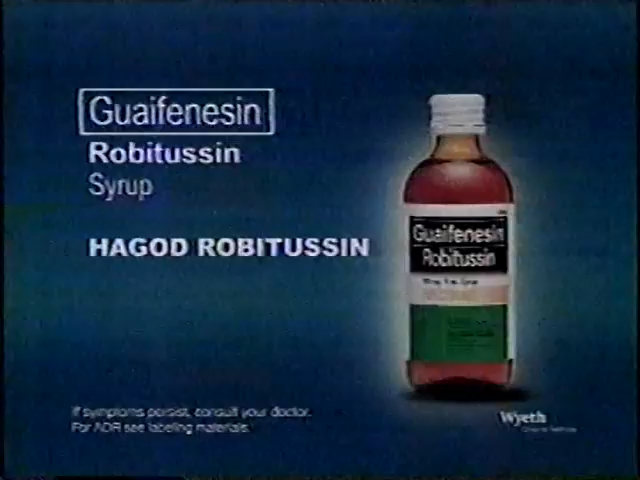 Guaifenesin
Robitussin
Syrup
HAGOD ROBITUSSIN
Guaifenesin
Robitussin
If symptoms persist, consult your doctor.
For ADR see labeling materials.
Wyeth